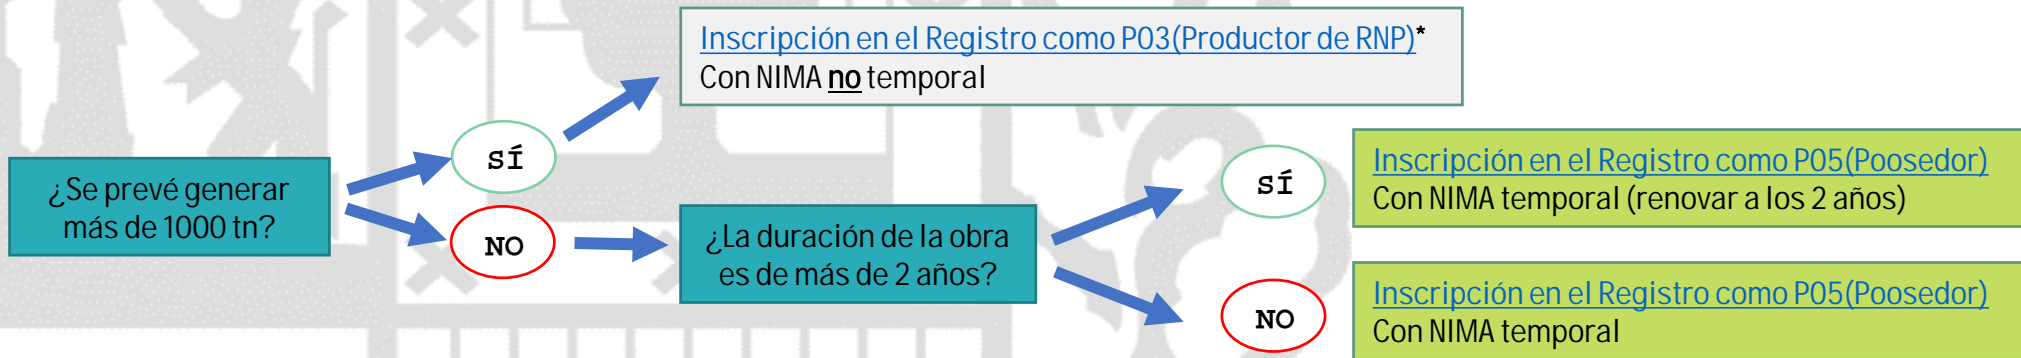 Inscripción en el Registro como P03(Productor de RNP)*
Con NIMA no temporal
¿Se prevé generar
más de 1000 tn?
SÍ
NO
¿La duración de la obra
es de más de 2 años?
SÍ
Inscripción en el Registro como P05(Poosedor)
Con NIMA temporal (renovar a los 2 años)
NO
Inscripción en el Registro como P05(Poosedor)
Con NIMA temporal